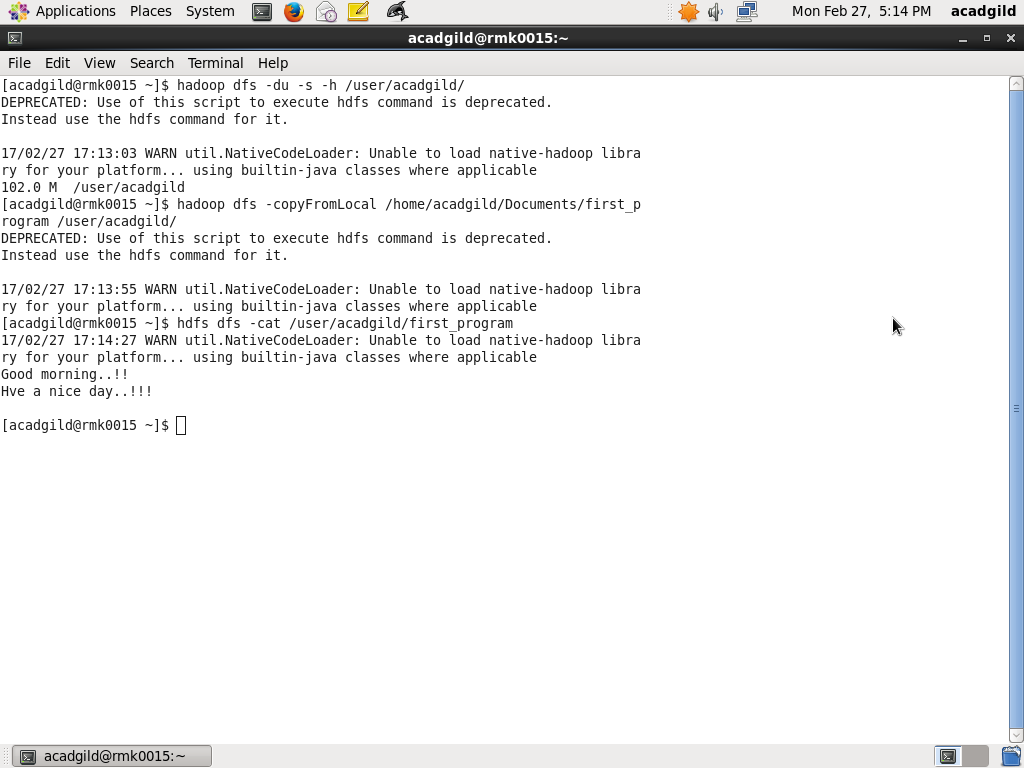 Applications Places System Mon Feb 27, 5:14 PM acadgild
acadgild@rmk0015:~
File Edit View Search Terminal Help
[acadgild@rmk0015 ~]$ hadoop dfs -du -s -h /user/acadgild/
DEPRECATED: Use of this script to execute hdfs command is deprecated.
Instead use the hdfs command for it.
17/02/27 17:13:03 WARN util.NativeCodeLoader: Unable to load native-hadoop libra
ry for your platform... using builtin-java classes where applicable
102.0 M  /user/acadgild
[acadgild@rmk0015 ~]$ hadoop dfs -copyFromLocal /home/acadgild/Documents/first_p
rogram /user/acadgild/
DEPRECATED: Use of this script to execute hdfs command is deprecated.
Instead use the hdfs command for it.
17/02/27 17:13:55 WARN util.NativeCodeLoader: Unable to load native-hadoop libra
ry for your platform... using builtin-java classes where applicable
[acadgild@rmk0015 ~]$ hdfs dfs -cat /user/acadgild/first_program
17/02/27 17:14:27 WARN util.NativeCodeLoader: Unable to load native-hadoop libra
ry for your platform... using builtin-java classes where applicable
Good morning..!!
Hve a nice day..!!!
[acadgild@rmk0015 ~]$
acadgild@rmk0015:~